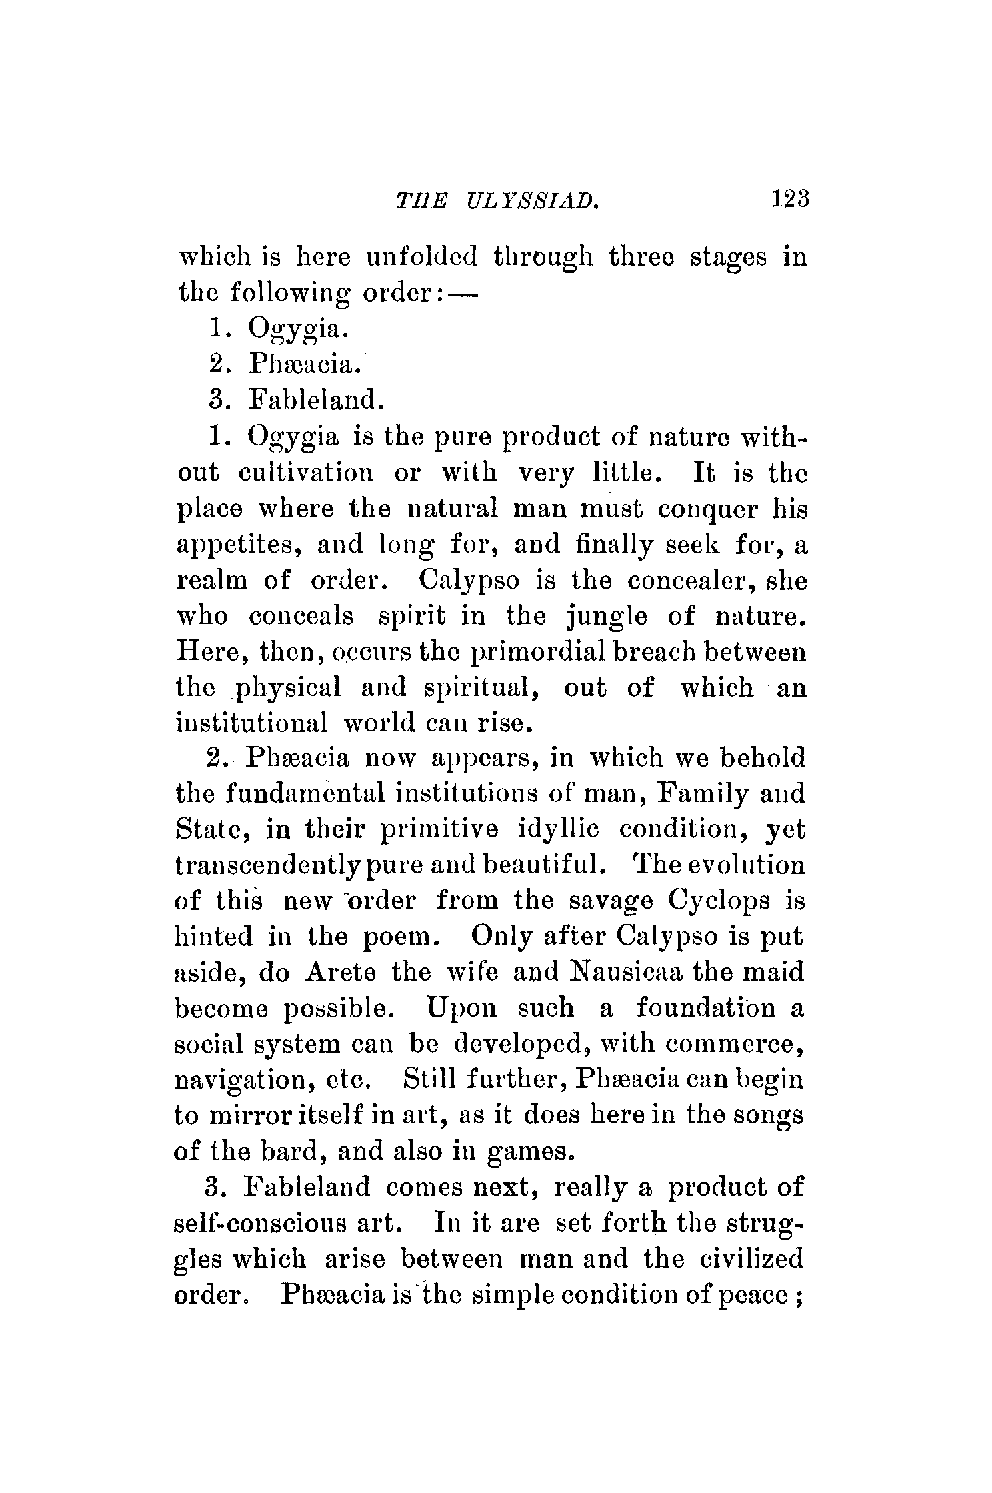 THE ULYSSIAD. 123
which is here unfolded through three stages in
the following order:—
1. Ogygia.
2. Phæacia.
3. Fableland.
1. Ogygia is the pure product of nature with-
out cultivation or with very little. It is the
place where the natural man must conquer his
appetites, and long for, and finally seek for, a
realm of order. Calypso is the concealer, she
who conceals spirit in the jungle of nature.
Here, then, occurs the primordial breach between
the physical and spiritual, out of which an
institutional world can rise.
2. Phæacia now appears, in which we behold
the fundamental institutions of man, Family and
State, in their primitive idyllic condition, yet
transcendently pure and beautiful. The evolution
of this new order from the savage Cyclops is
hinted in the poem. Only after Calypso is put
aside, do Arete the wife and Nausicaa the maid
become possible. Upon such a foundation a
social system can be developed, with commerce,
navigation, etc. Still further, Phæacia can begin
to mirror itself in art, as it does here in the songs
of the bard, and also in games.
3. Fableland comes next, really a product of
self-conscious art. In it are set forth the strug-
gles which arise between man and the civilized
order. Phæacia is the simple condition of peace;